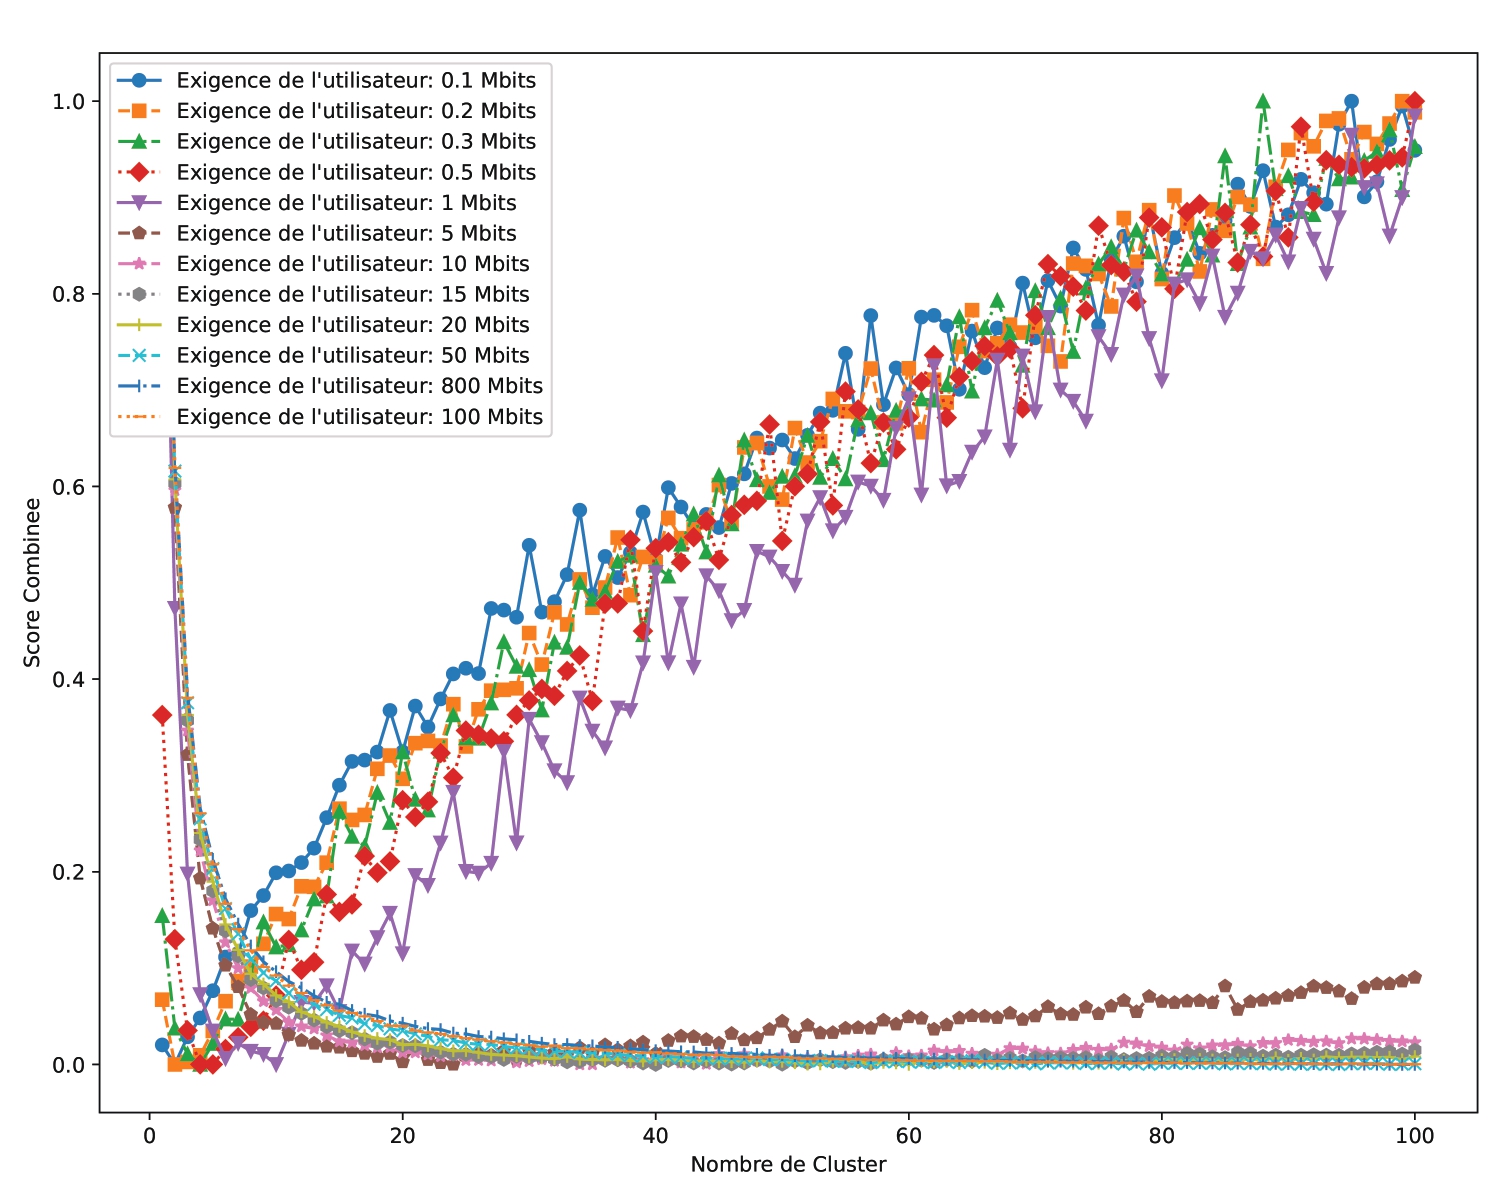 Exigence de l'utilisateur: 0.1 Mbits
Exigence de l'utilisateur: 0.2 Mbits
Exigence de l'utilisateur: 0.3 Mbits
Exigence de l'utilisateur: 0.5 Mbits
Exigence de l'utilisateur: 1 Mbits
Exigence de l'utilisateur: 5 Mbits
Exigence de l'utilisateur: 10 Mbits
Exigence de l'utilisateur: 15 Mbits
Exigence de l'utilisateur: 20 Mbits
Exigence de l'utilisateur: 50 Mbits
Exigence de l'utilisateur: 800 Mbits
Exigence de l'utilisateur: 100 Mbits
1.0
0.8
0.6
0.4
0.2
0.0
Score Combinee
0 20 40 60 80 100
Nombre de Cluster